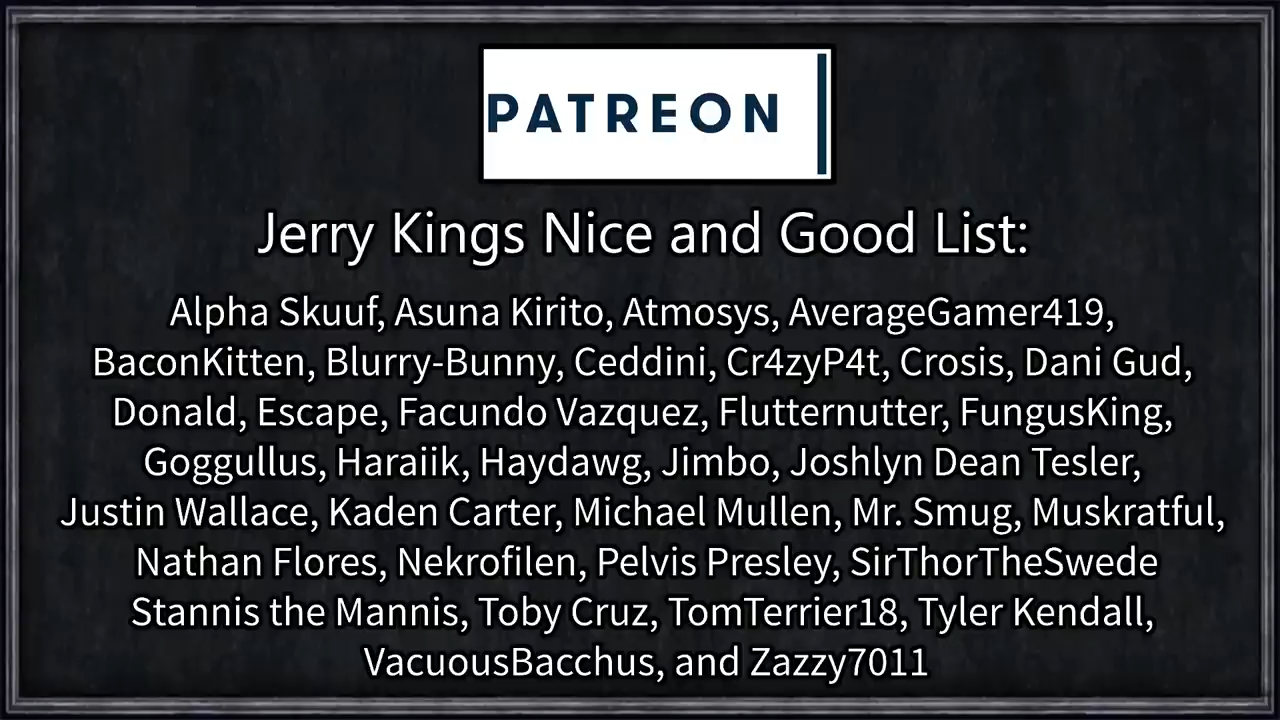 PATREON
Jerry Kings Nice and Good List:
Alpha Skuuf, Asuna Kirito, Atmosys, AverageGamer419,
BaconKitten, Blurry-Bunny, Ceddini, Cr4zyP4t, Crosis, Dani Gud,
Donald, Escape, Facundo Vazquez, Flutternutter, FungusKing,
Goggullus, Haraiik, Haydawg, Jimbo, Joshlyn Dean Tesler,
Justin Wallace, Kaden Carter, Michael Mullen, Mr. Smug, Muskratful,
Nathan Flores, Nekrofilen, Pelvis Presley, SirThorTheSwede
Stannis the Mannis, Toby Cruz, TomTerrier18, Tyler Kendall,
VacuousBacchus, and Zazzy7011